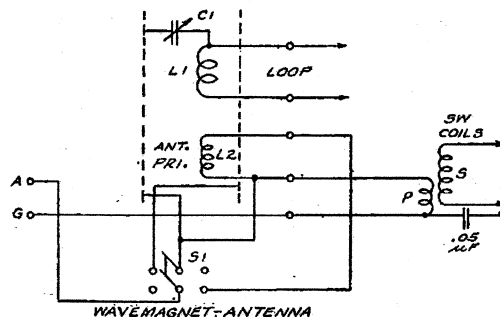 C1
L1
LOOP
SW
COILS
ANT.
PRI.
L2
A
P
S
G
.05
µF
S1
WAVEMAGNET-ANTENNA